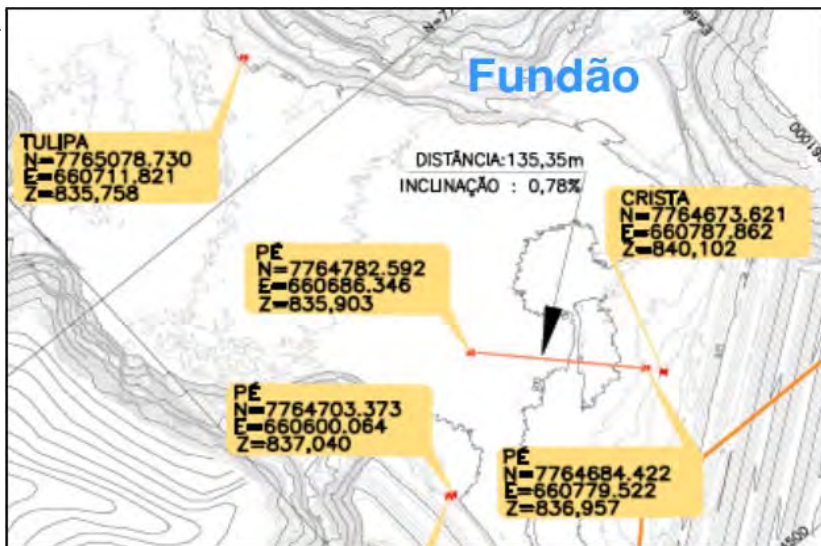 Fundão
TULIPA
N=7765078.730
E=660711.821
Z=835,758
DISTÂNCIA:135,35m
INCLINAÇÃO : 0,78%
CRISTA
N=7764673.621
E=660787.862
Z=840,102
PÉ
N=7764782.592
E=660686.346
Z=835,903
PÉ
N=7764703.373
E=660600.064
Z=837,040
PÉ
N=7764684.422
E=660779.522
Z=836,957